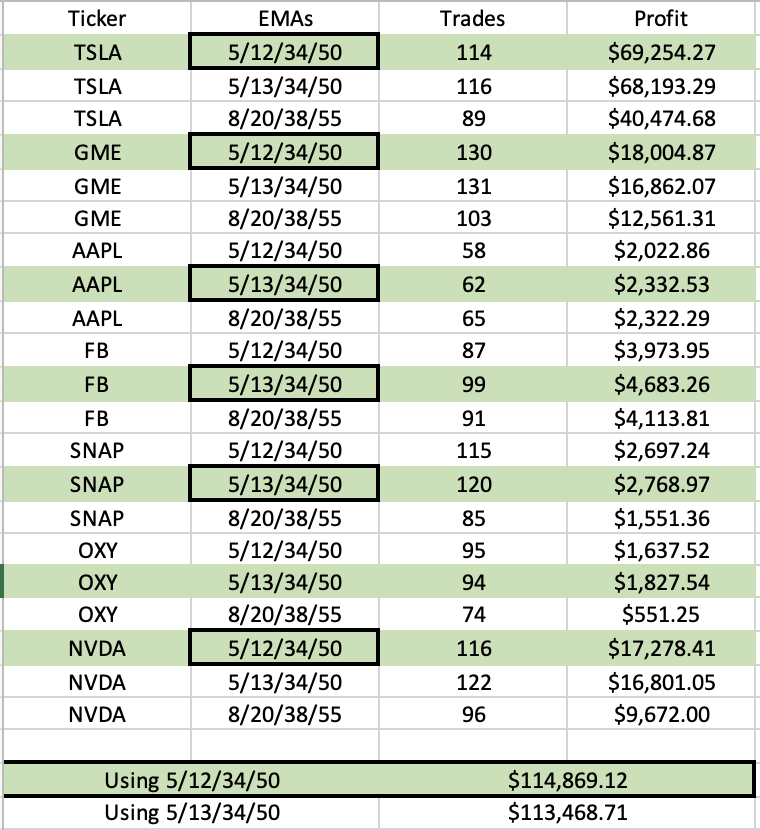 Ticker EMAs Trades Profit
TSLA 5/12/34/50 114 $69,254.27
TSLA 5/13/34/50 116 $68,193.29
TSLA 8/20/38/55 89 $40,474.68
GME 5/12/34/50 130 $18,004.87
GME 5/13/34/50 131 $16,862.07
GME 8/20/38/55 103 $12,561.31
AAPL 5/12/34/50 58 $2,022.86
AAPL 5/13/34/50 62 $2,332.53
AAPL 8/20/38/55 65 $2,322.29
FB 5/12/34/50 87 $3,973.95
FB 5/13/34/50 99 $4,683.26
FB 8/20/38/55 91 $4,113.81
SNAP 5/12/34/50 115 $2,697.24
SNAP 5/13/34/50 120 $2,768.97
SNAP 8/20/38/55 85 $1,551.36
OXY 5/12/34/50 95 $1,637.52
OXY 5/13/34/50 94 $1,827.54
OXY 8/20/38/55 74 $551.25
NVDA 5/12/34/50 116 $17,278.41
NVDA 5/13/34/50 122 $16,801.05
NVDA 8/20/38/55 96 $9,672.00
Using 5/12/34/50 $114,869.12
Using 5/13/34/50 $113,468.71